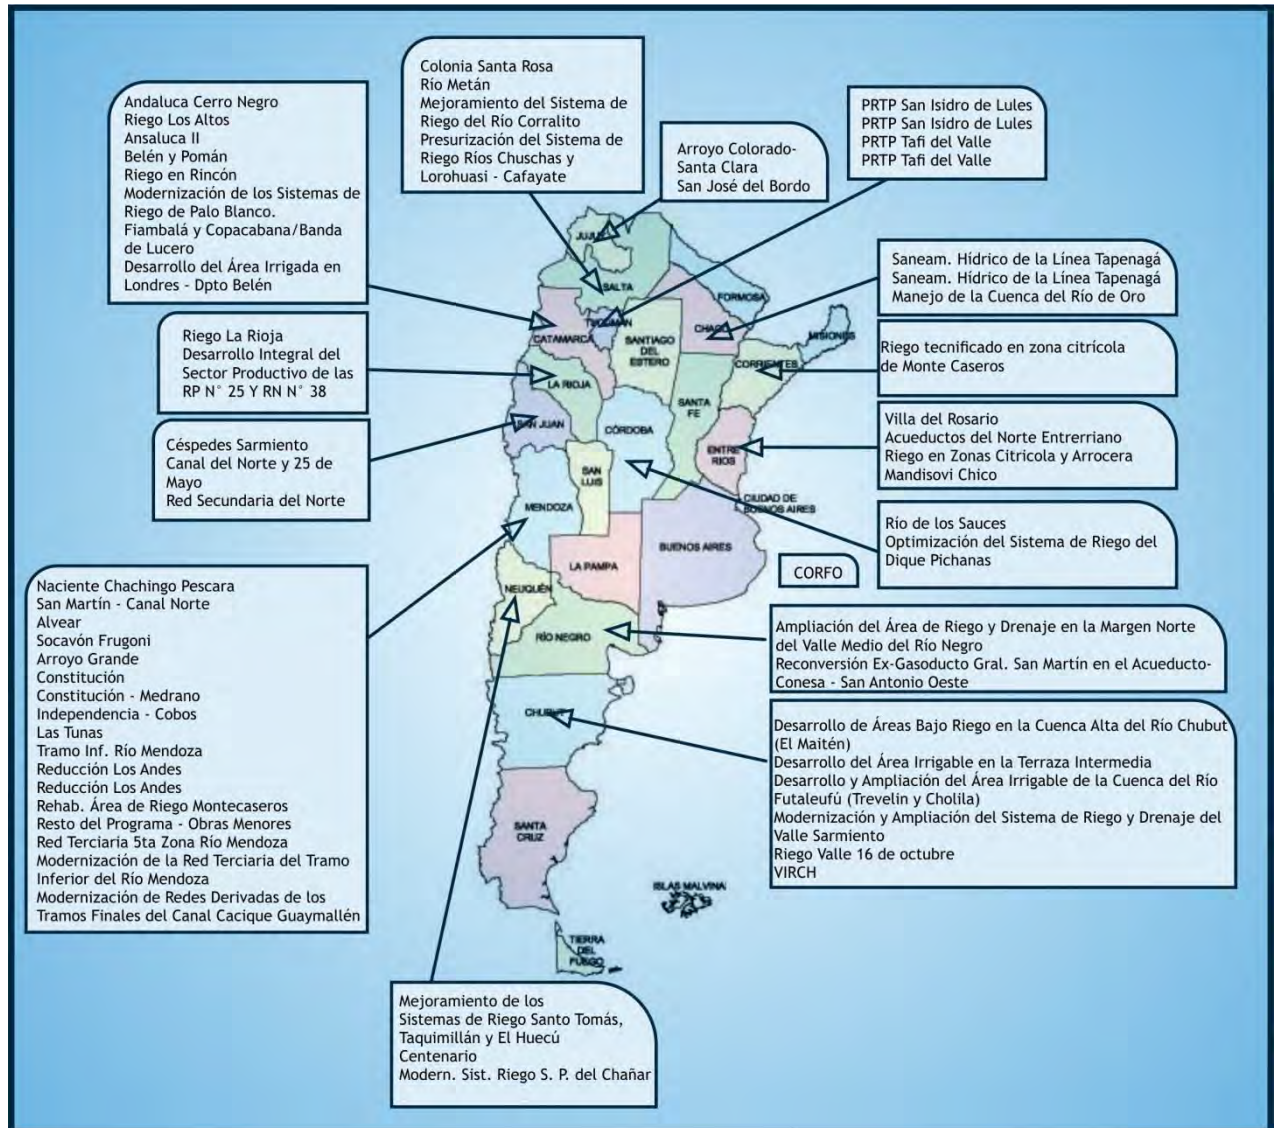 Colonia Santa Rosa
Río Metán
Mejoramiento del Sistema de
Riego del Río Corralito
Presurización del Sistema de
Riego Ríos Chuschas y
Lorohuasi - Cafayate
Andaluca Cerro Negro
Riego Los Altos
Ansaluca II
Belén y Pomán
Riego en Rincón
Modernización de los Sistemas de
Riego de Palo Blanco.
Fiambalá y Copacabana/Banda
de Lucero
Desarrollo del Área Irrigada en
Londres - Dpto Belén
Arroyo Colorado-
Santa Clara
San José del Bordo
PRTP San Isidro de Lules
PRTP San Isidro de Lules
PRTP Tafi del Valle
PRTP Tafi del Valle
Saneam. Hídrico de la Línea Tapenagá
Saneam. Hídrico de la Línea Tapenagá
Manejo de la Cuenca del Río de Oro
Riego La Rioja
Desarrollo Integral del
Sector Productivo de las
RP N° 25 Y RN N° 38
Riego tecnificado en zona citrícola
de Monte Caseros
Céspedes Sarmiento
Canal del Norte y 25 de
Mayo
Red Secundaria del Norte
Villa del Rosario
Acueductos del Norte Entrerriano
Riego en Zonas Citricola y Arrocera
Mandisovi Chico
Río de los Sauces
Optimización del Sistema de Riego del
Dique Pichanas
CORFO
Naciente Chachingo Pescara
San Martín - Canal Norte
Alvear
Socavón Frugoni
Arroyo Grande
Constitución
Constitución - Medrano
Independencia - Cobos
Las Tunas
Tramo Inf. Río Mendoza
Reducción Los Andes
Reducción Los Andes
Rehab. Área de Riego Montecaseros
Resto del Programa - Obras Menores
Red Terciaria 5ta Zona Río Mendoza
Modernización de la Red Terciaria del Tramo
Inferior del Río Mendoza
Modernización de Redes Derivadas de los
Tramos Finales del Canal Cacique Guaymallén
Ampliación del Área de Riego y Drenaje en la Margen Norte
del Valle Medio del Río Negro
Reconversión Ex-Gasoducto Gral. San Martín en el Acueducto-
Conesa - San Antonio Oeste
Desarrollo de Áreas Bajo Riego en la Cuenca Alta del Río Chubut
(El Maitén)
Desarrollo del Área Irrigable en la Terraza Intermedia
Desarrollo y Ampliación del Área Irrigable de la Cuenca del Río
Futaleufú (Trevelin y Cholila)
Modernización y Ampliación del Sistema de Riego y Drenaje del
Valle Sarmiento
Riego Valle 16 de octubre
VIRCH
Mejoramiento de los
Sistemas de Riego Santo Tomás,
Taquimillán y El Huecú
Centenario
Modern. Sist. Riego S. P. del Chañar
JUJUY
SALTA
FORMOSA
TUCUMÁN
CATAMARCA
SANTIAGO
DEL
ESTERO
CHACO
MISIONES
CORRIENTES
LA RIOJA
SANTA
FE
SAN JUAN
CÓRDOBA
ENTRE
RIOS
SAN
LUIS
MENDOZA
CIUDAD DE
BUENOS AIRES
BUENOS AIRES
LA PAMPA
NEUQUÉN
RÍO NEGRO
CHUBUT
SANTA
CRUZ
ISLAS MALVINA
TIERRA
DEL
FUEGO